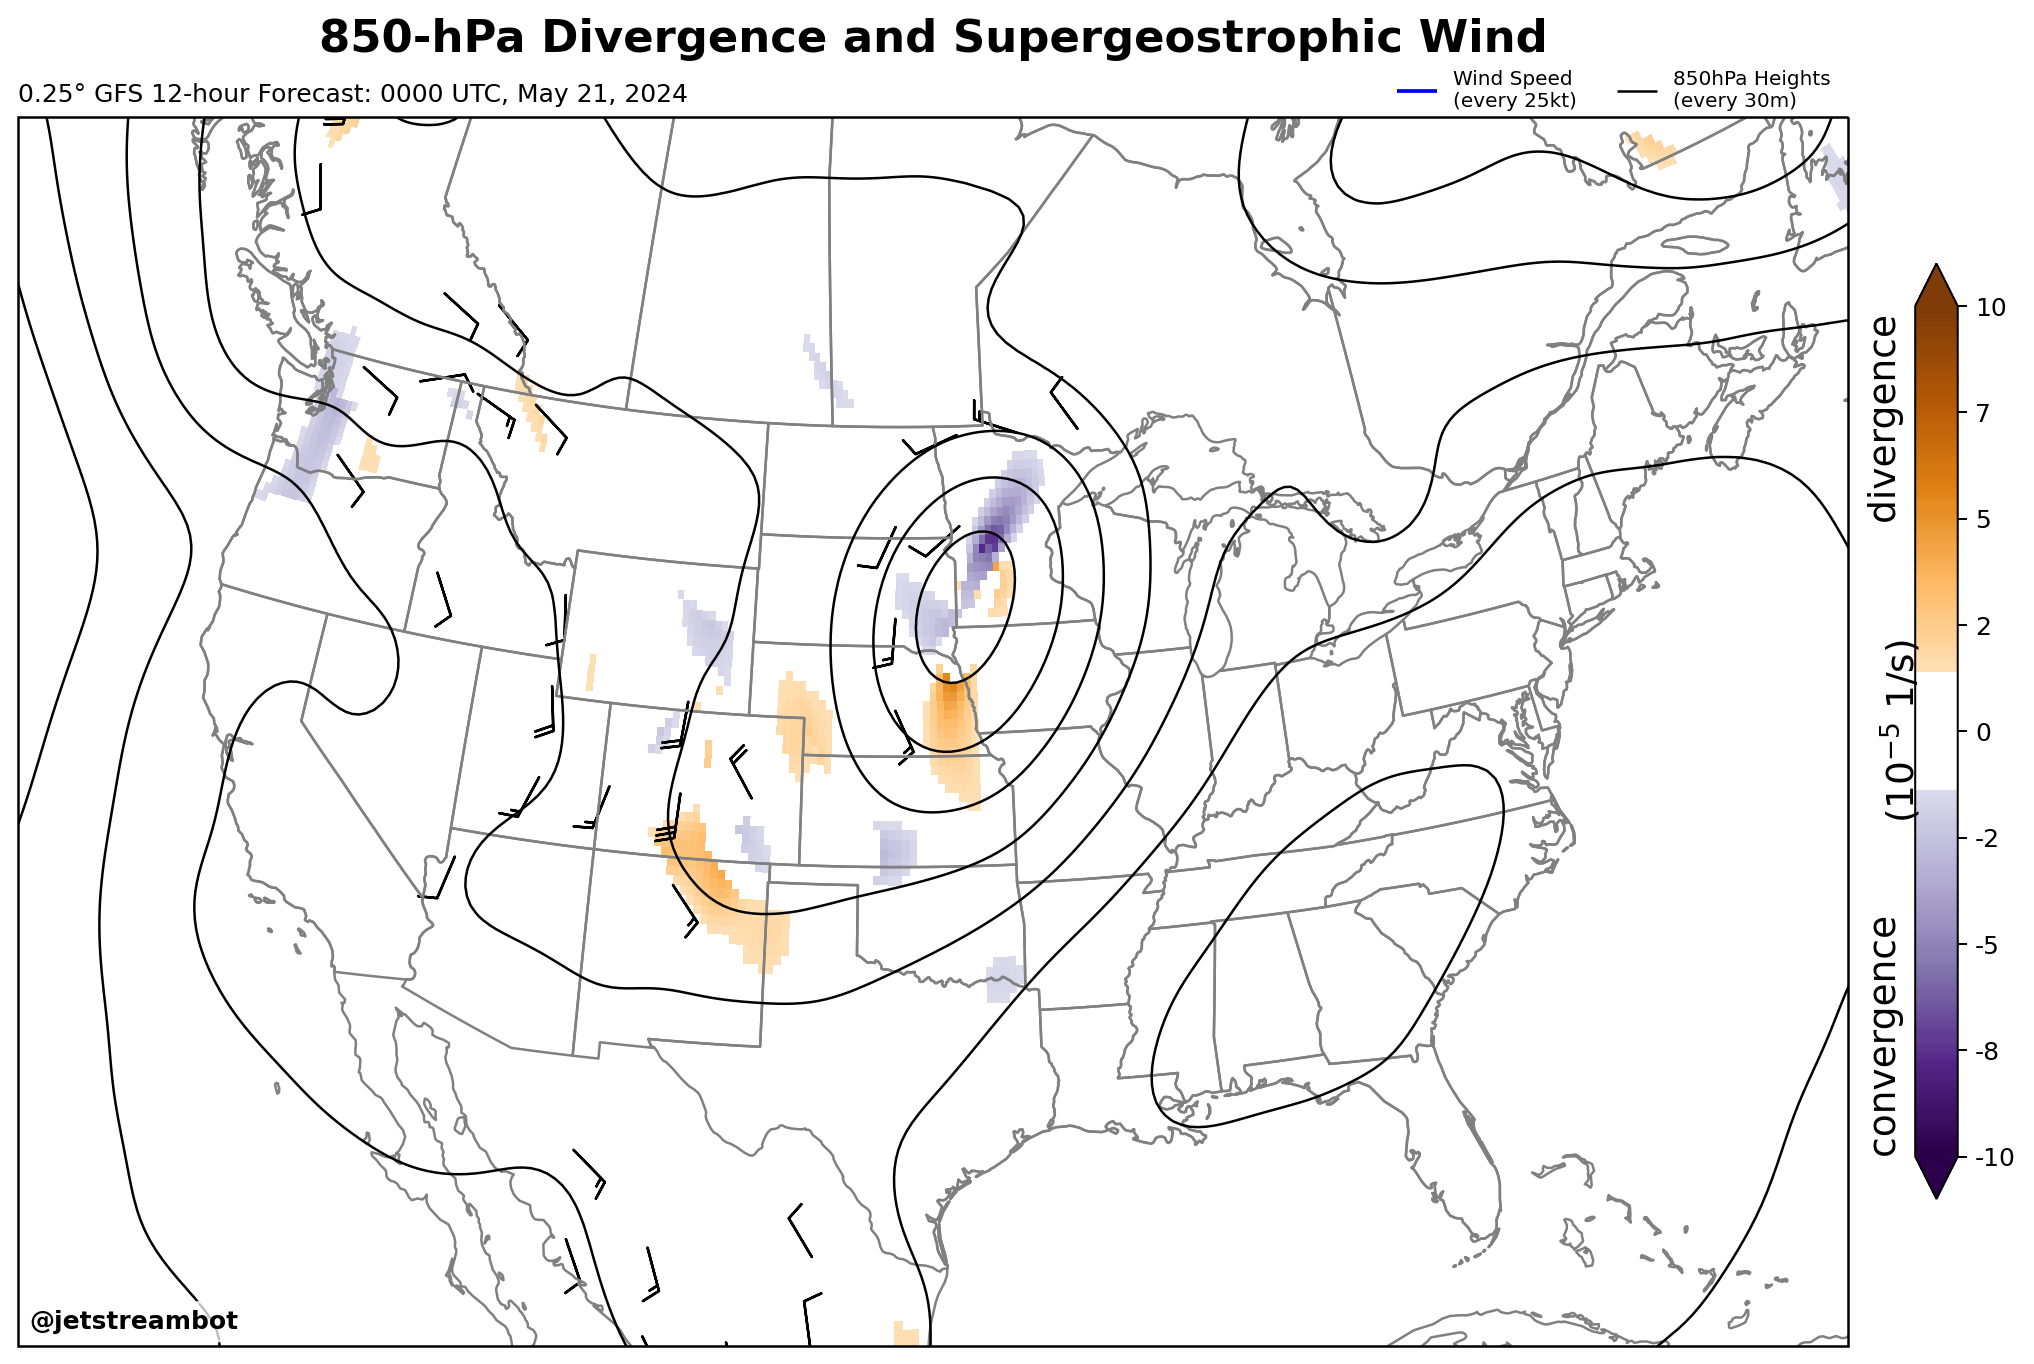 850-hPa Divergence and Supergeostrophic Wind
0.25° GFS 12-hour Forecast: 0000 UTC, May 21, 2024
Wind Speed
(every 25kt)
850hPa Heights
(every 30m)
divergence
(10⁻⁵ 1/s)
convergence
10
7
5
2
0
-2
-5
-8
-10
@jetstreambot